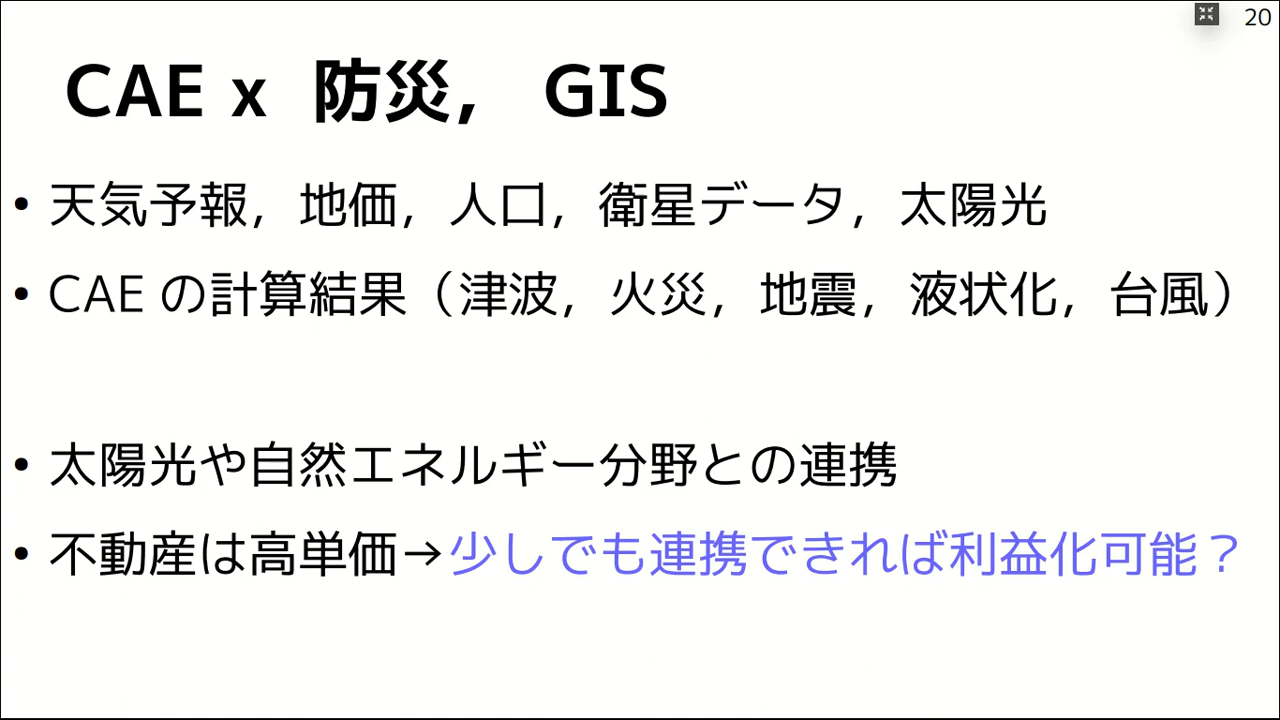 20
CAE x 防災， GIS
• 天気予報，地価，人口，衛星データ，太陽光
• CAE の計算結果（津波，火災，地震，液状化，台風）
• 太陽光や自然エネルギー分野との連携
• 不動産は高単価→少しでも連携できれば利益化可能？